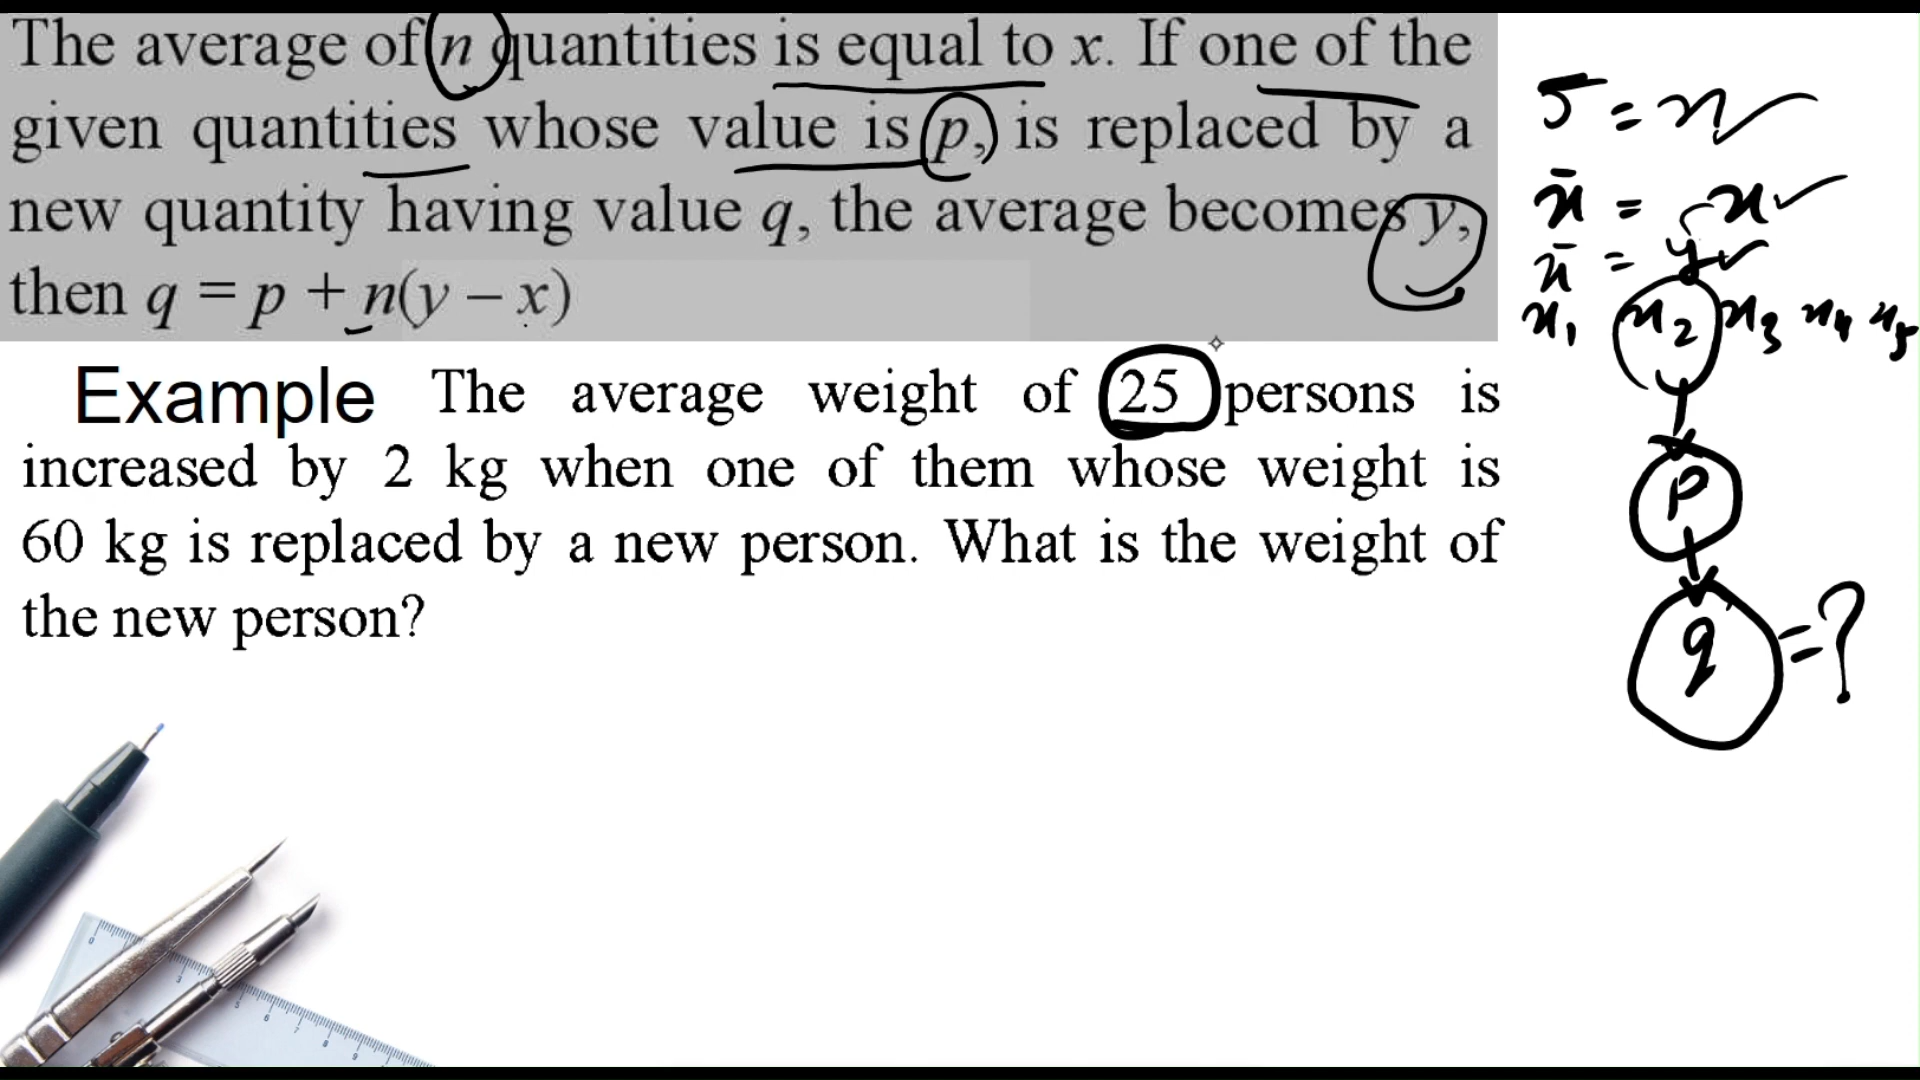 The average of n quantities is equal to x. If one of the
given quantities whose value is p, is replaced by a
new quantity having value q, the average becomes y,
then q = p + n(y – x)
Example The average weight of 25 persons is
increased by 2 kg when one of them whose weight is
60 kg is replaced by a new person. What is the weight of
the new person?
5 = n
x̄ = x
x̄ = y
x₁ x₂ x₃ x₄ x₅
p
q = ?